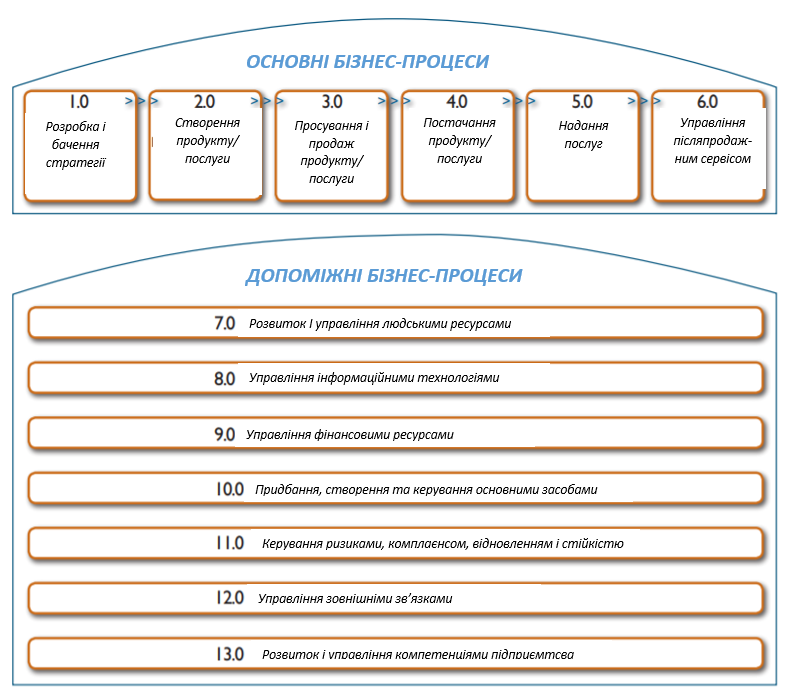 ОСНОВНІ БІЗНЕС-ПРОЦЕСИ
1.0 > > > 2.0 > > > 3.0 > > > 4.0 > > > 5.0 > > > 6.0
Розробка і
бачення
стратегії
Створення
продукту/
послуги
Просування і
продаж
продукту/
послуги
Постачання
продукту/
послуги
Надання
послуг
Управління
післяпродаж-
ним сервісом
ДОПОМІЖНІ БІЗНЕС-ПРОЦЕСИ
7.0 Розвиток І управління людськими ресурсами
8.0 Управління інформаційними технологіями
9.0 Управління фінансовими ресурсами
10.0 Придбання, створення та керування основними засобами
11.0 Керування ризиками, комплаєнсом, відновленням і стійкістю
12.0 Управління зовнішніми зв’язками
13.0 Розвиток і управління компетенціями підприємтсва